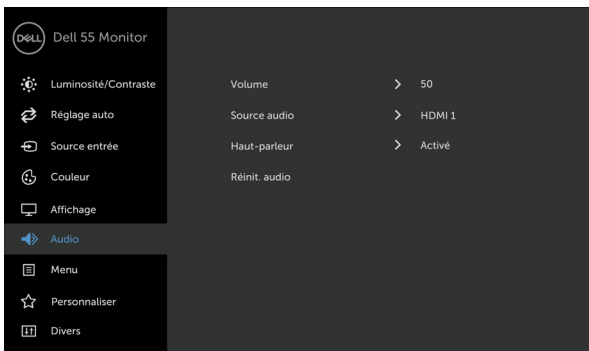 DELL Dell 55 Monitor
Luminosité/Contraste
Réglage auto
Source entrée
Couleur
Affichage
Audio
Menu
Personnaliser
Divers
Volume 50
Source audio HDMI 1
Haut-parleur Activé
Réinit. audio